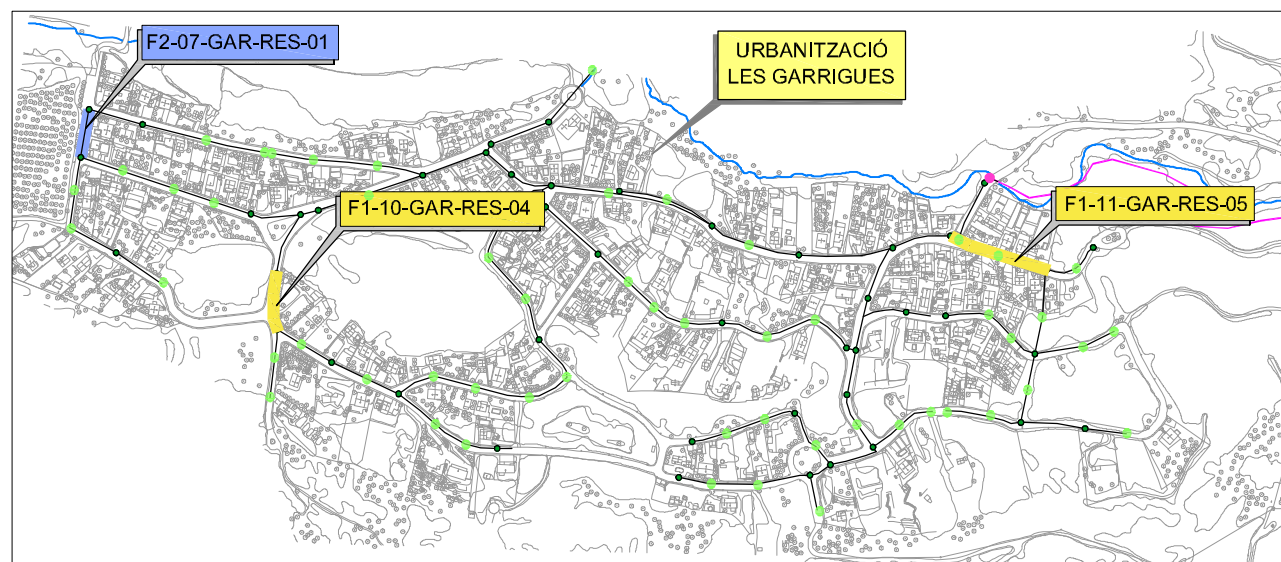 F2-07-GAR-RES-01
URBANITZACIÓ
LES GARRIGUES
F1-10-GAR-RES-04
F1-11-GAR-RES-05